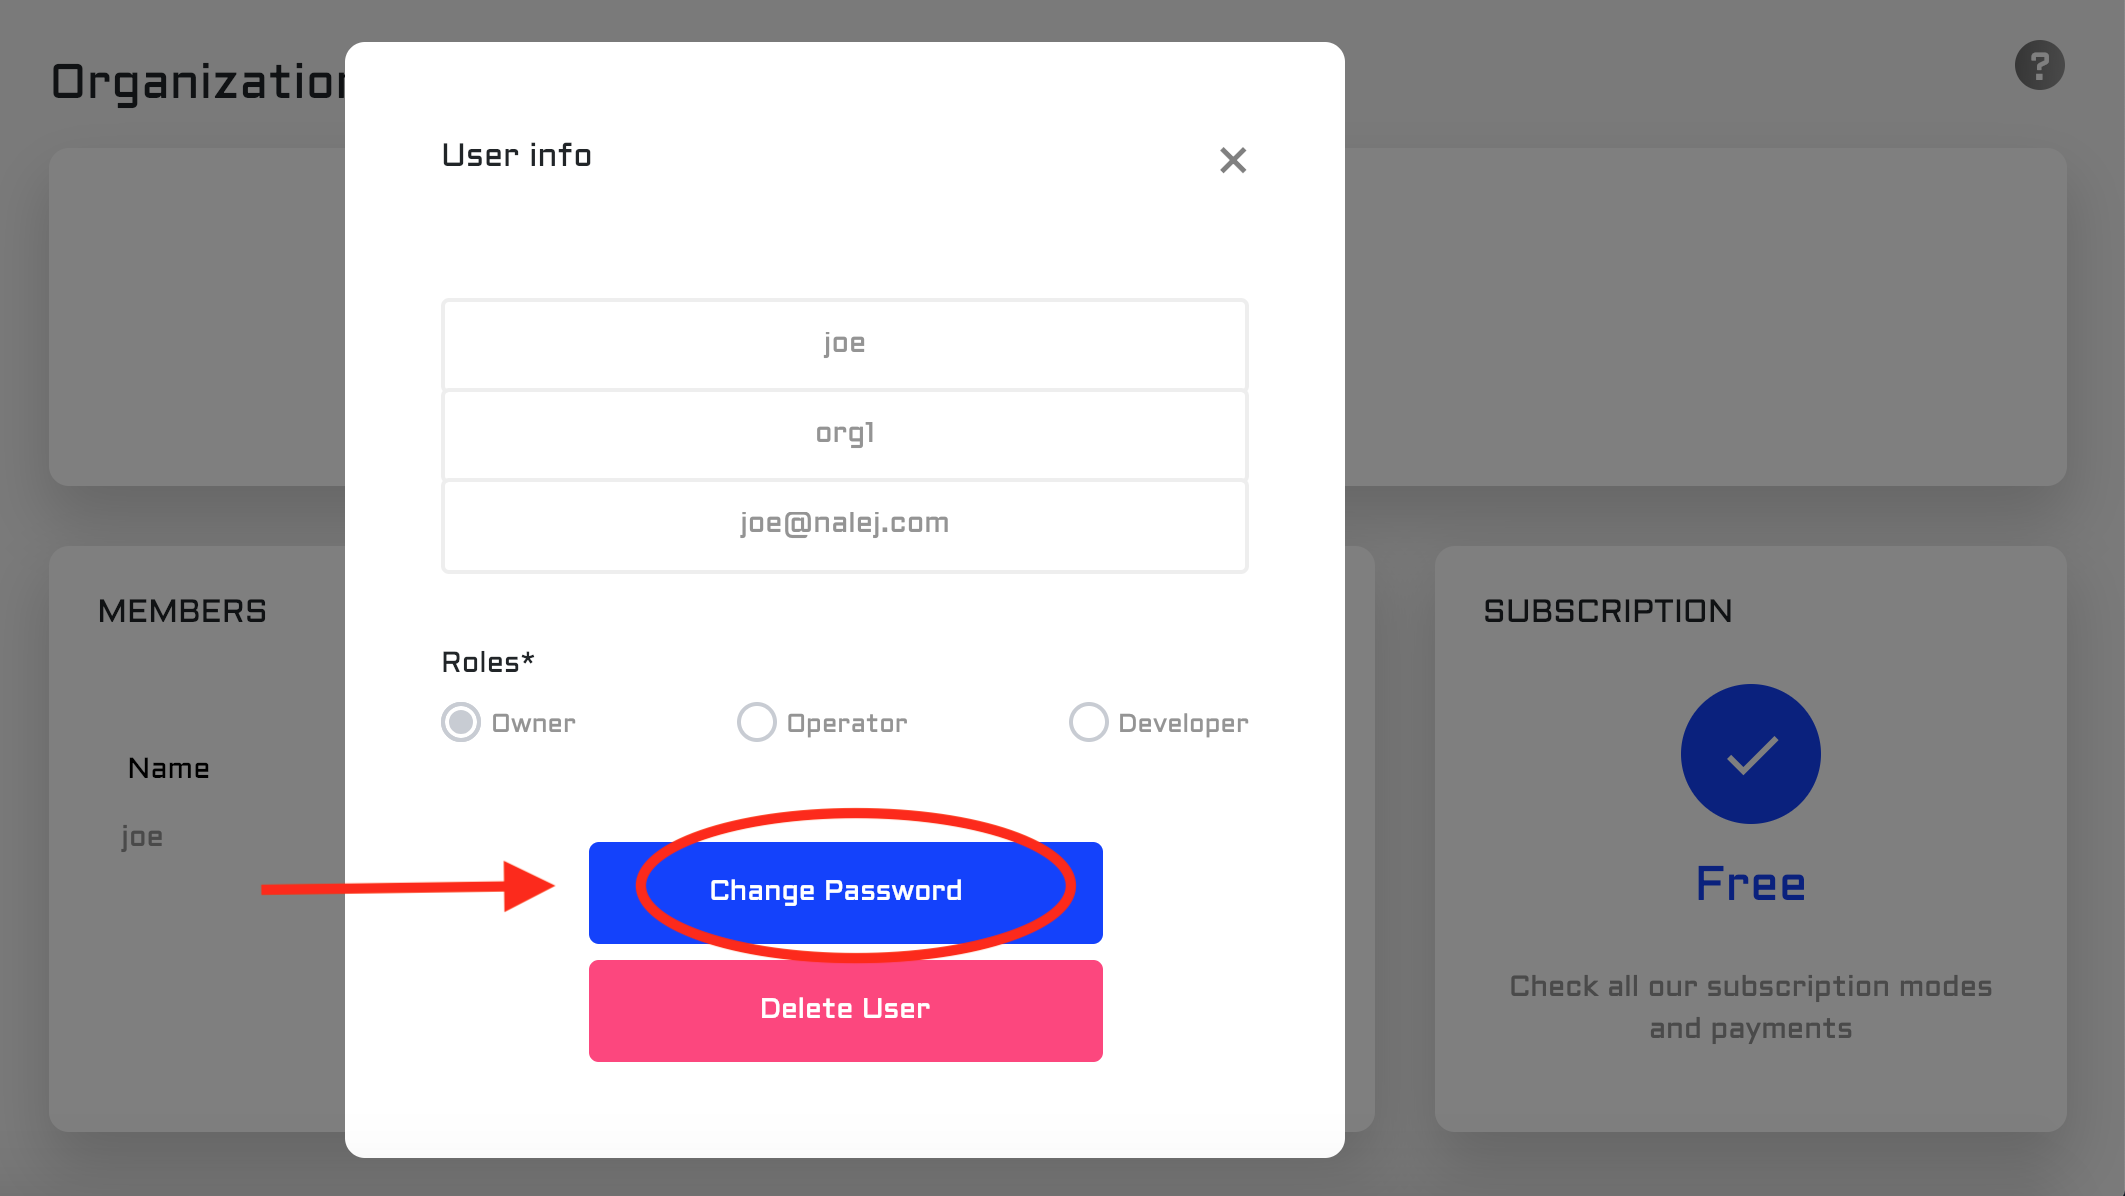 Organization
?
User info
joe
org1
joe@nalej.com
Roles*
Owner
Operator
Developer
Change Password
Delete User
MEMBERS
Name
joe
SUBSCRIPTION
Free
Check all our subscription modes
and payments